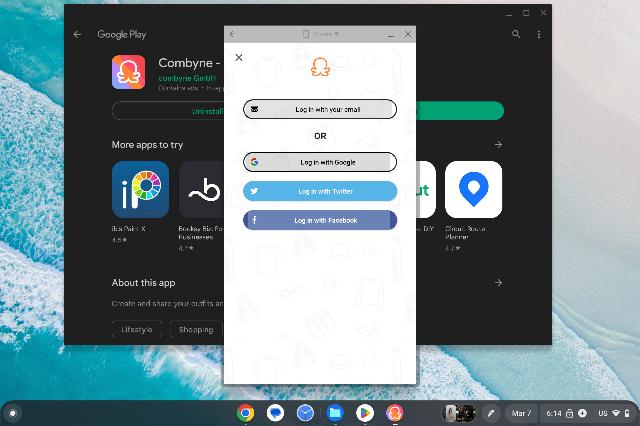 Google Play
Phone
Combyne -
combyne GmbH
Contains ads
Uninstall
Log in with your email
OR
Log in with Google
Log in with Twitter
Log in with Facebook
More apps to try
ibis Paint X
4.6★
Booksy Biz: For
Businesses
4.7★
DIY
Circuit Route
Planner
4.7★
About this app
Create and share your outfits an
Lifestyle
Shopping
Mar 7
6:14
US